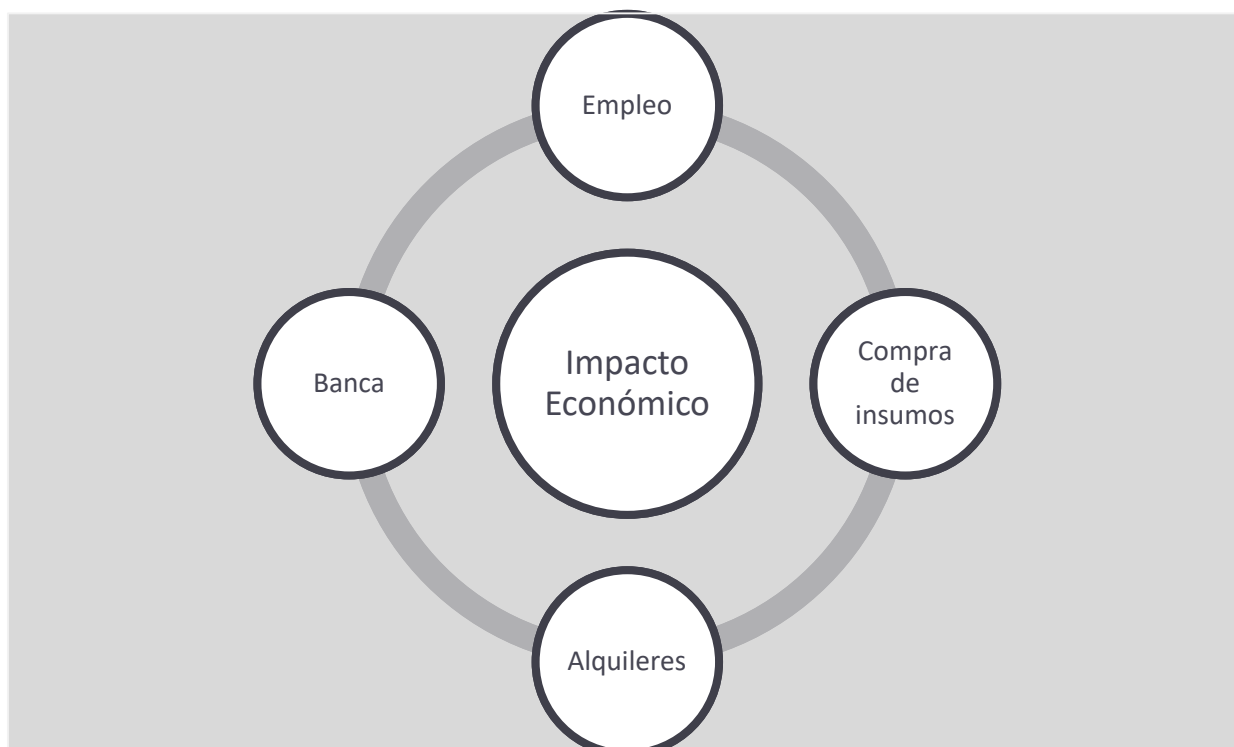 Empleo
Banca
Impacto
Económico
Compra
de
insumos
Alquileres